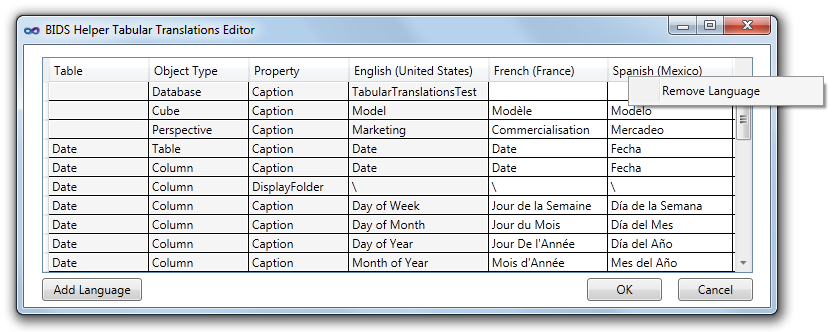 BIDS Helper Tabular Translations Editor
Table Object Type Property English (United States) French (France) Spanish (Mexico)
Database Caption TabularTranslationsTest
Remove Language
Cube Caption Model Modèle Modelo
Perspective Caption Marketing Commercialisation Mercadeo
Date Table Caption Date Date Fecha
Date Column Caption Date Date Fecha
Date Column DisplayFolder \ \ \
Date Column Caption Day of Week Jour de la Semaine Día de la Semana
Date Column Caption Day of Month Jour du Mois Día del Mes
Date Column Caption Day of Year Jour De l'Année Día del Año
Date Column Caption Month of Year Mois d'Année Mes del Año
Add Language OK Cancel